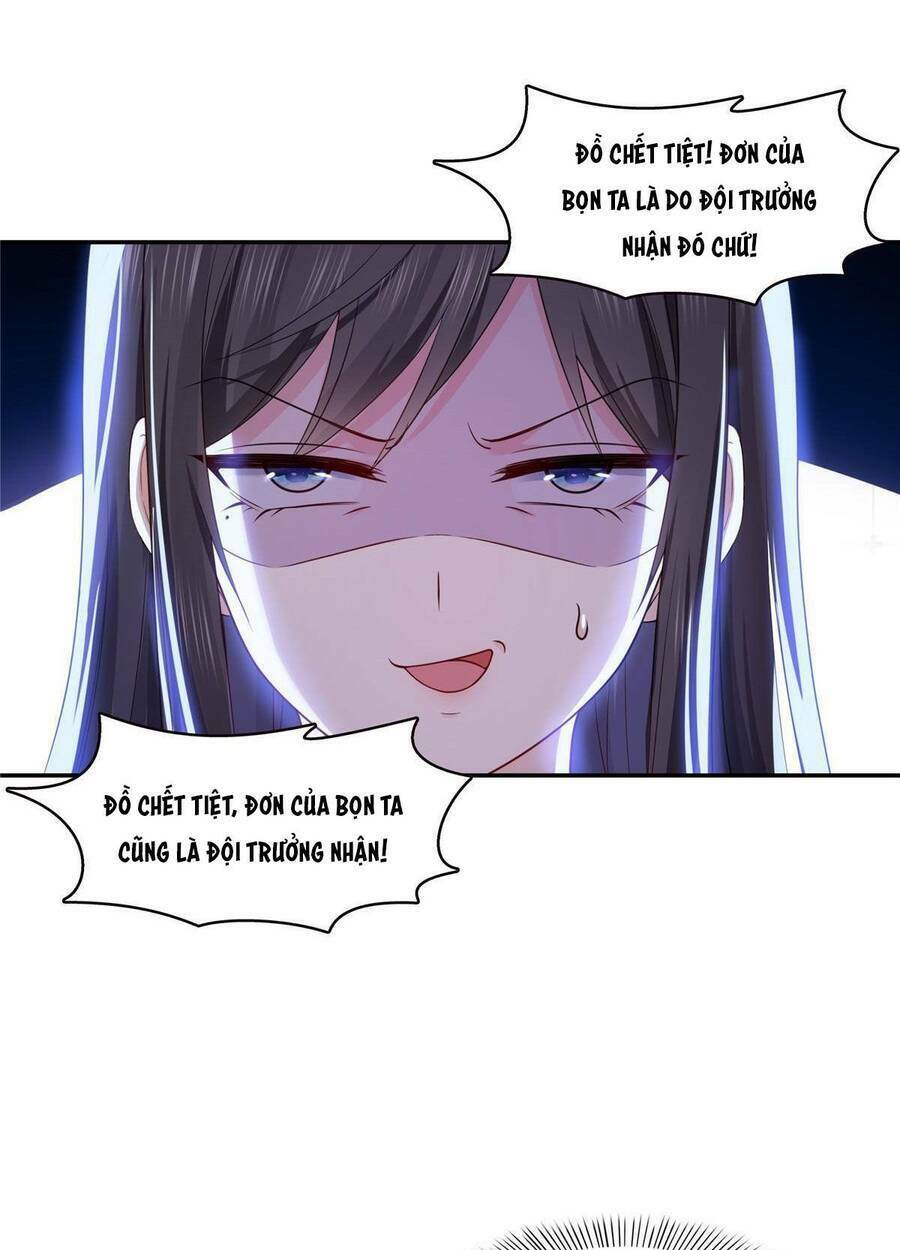 ĐỒ CHẾT TIỆT! ĐƠN CỦA
BỌN TA LÀ DO ĐỘI TRƯỞNG
NHẬN ĐÓ CHỨ!
ĐỒ CHẾT TIỆT, ĐƠN CỦA BỌN TA
CŨNG LÀ ĐỘI TRƯỞNG NHẬN!